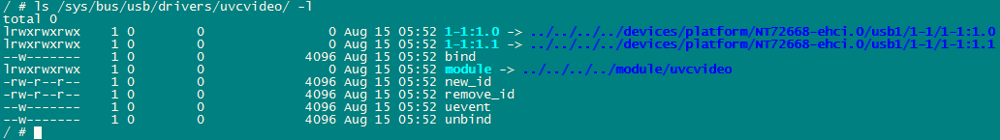 / # ls /sys/bus/usb/drivers/uvcvideo/ -l
total 0
lrwxrwxrwx    1 0        0               0 Aug 15 05:52 1-1:1.0 -> ../../../../devices/platform/NT72668-ehci.0/usb1/1-1/1-1:1.0
lrwxrwxrwx    1 0        0               0 Aug 15 05:52 1-1:1.1 -> ../../../../devices/platform/NT72668-ehci.0/usb1/1-1/1-1:1.1
--w-------    1 0        0            4096 Aug 15 05:52 bind
lrwxrwxrwx    1 0        0               0 Aug 15 05:52 module -> ../../../../module/uvcvideo
-rw-r--r--    1 0        0            4096 Aug 15 05:52 new_id
-rw-r--r--    1 0        0            4096 Aug 15 05:52 remove_id
--w-------    1 0        0            4096 Aug 15 05:52 uevent
--w-------    1 0        0            4096 Aug 15 05:52 unbind
/ #